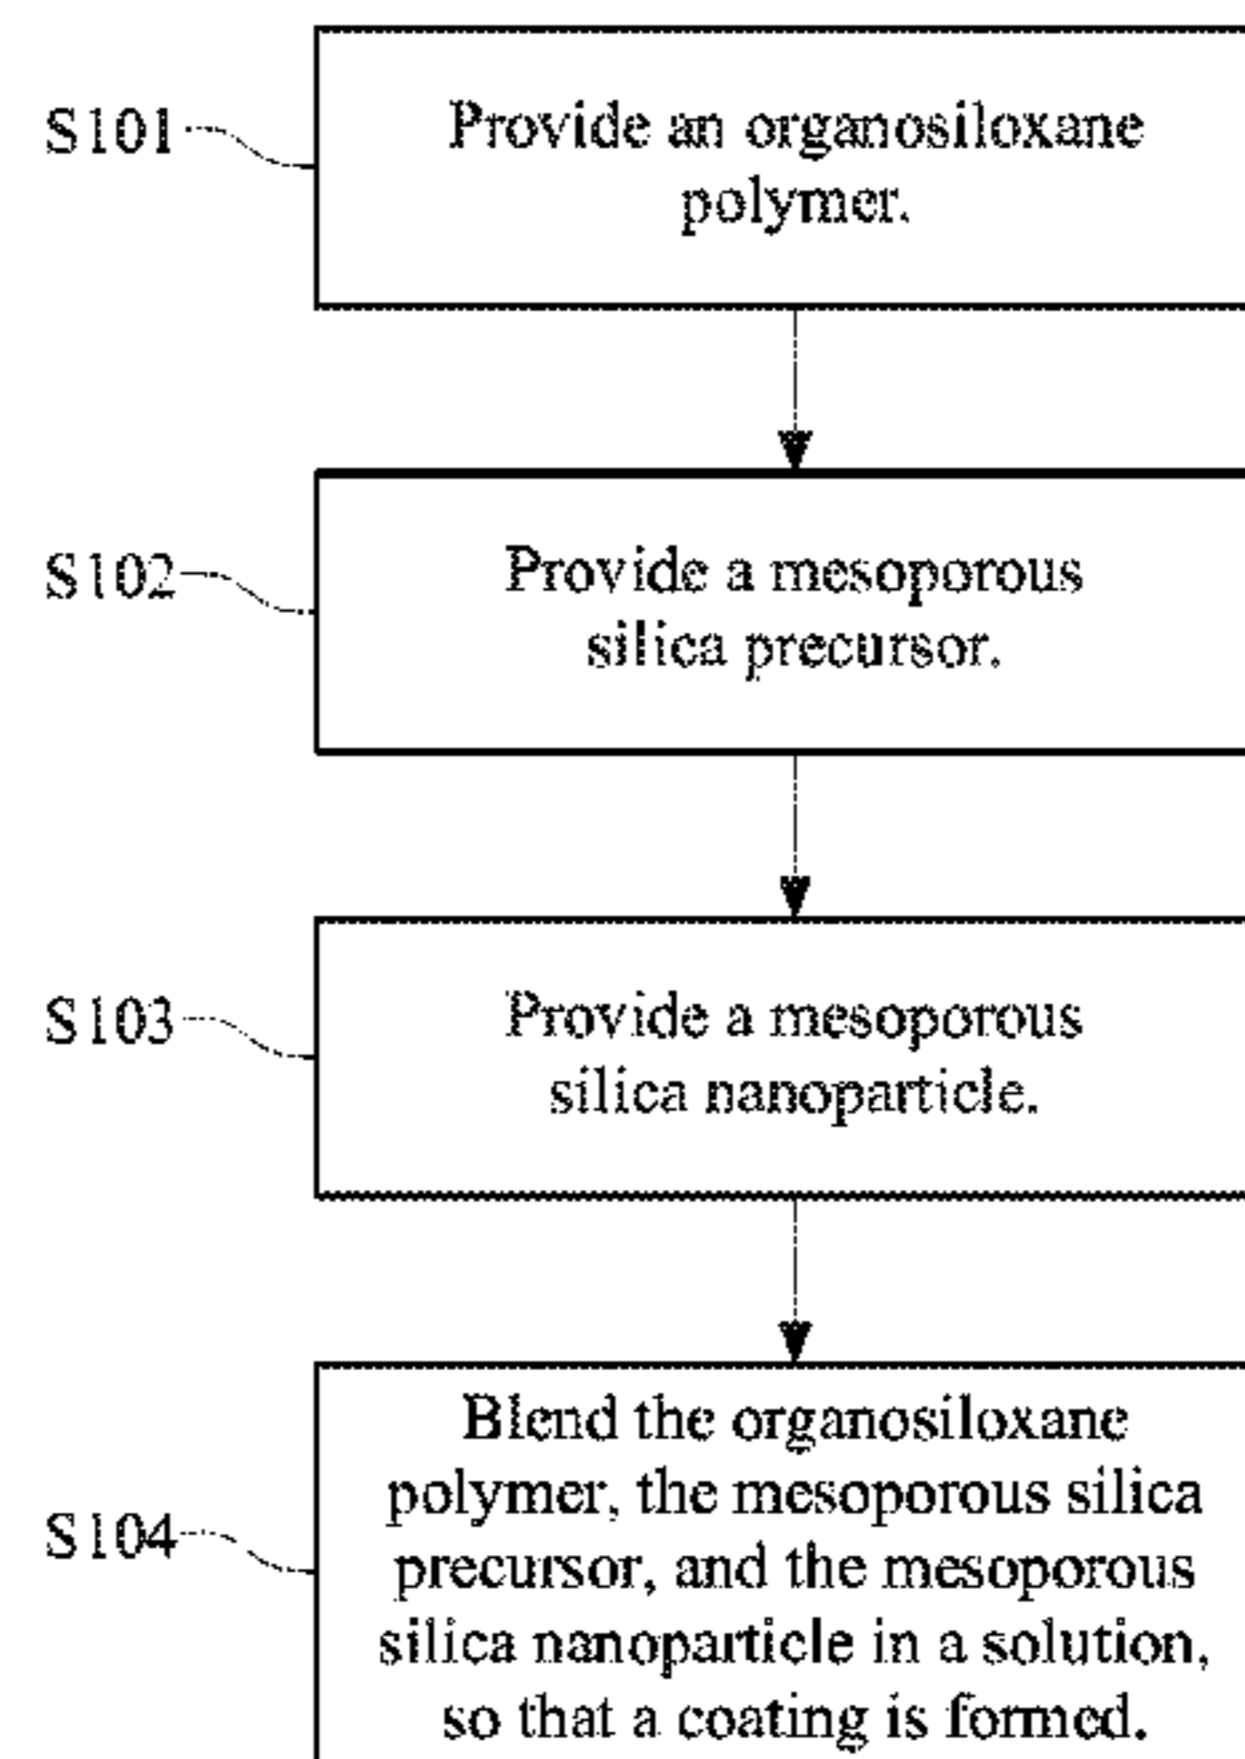 S101
Provide an organosiloxane
polymer.
S102
Provide a mesoporous
silica precursor.
S103
Provide a mesoporous
silica nanoparticle.
S104
Blend the organosiloxane
polymer, the mesoporous silica
precursor, and the mesoporous
silica nanoparticle in a solution,
so that a coating is formed.